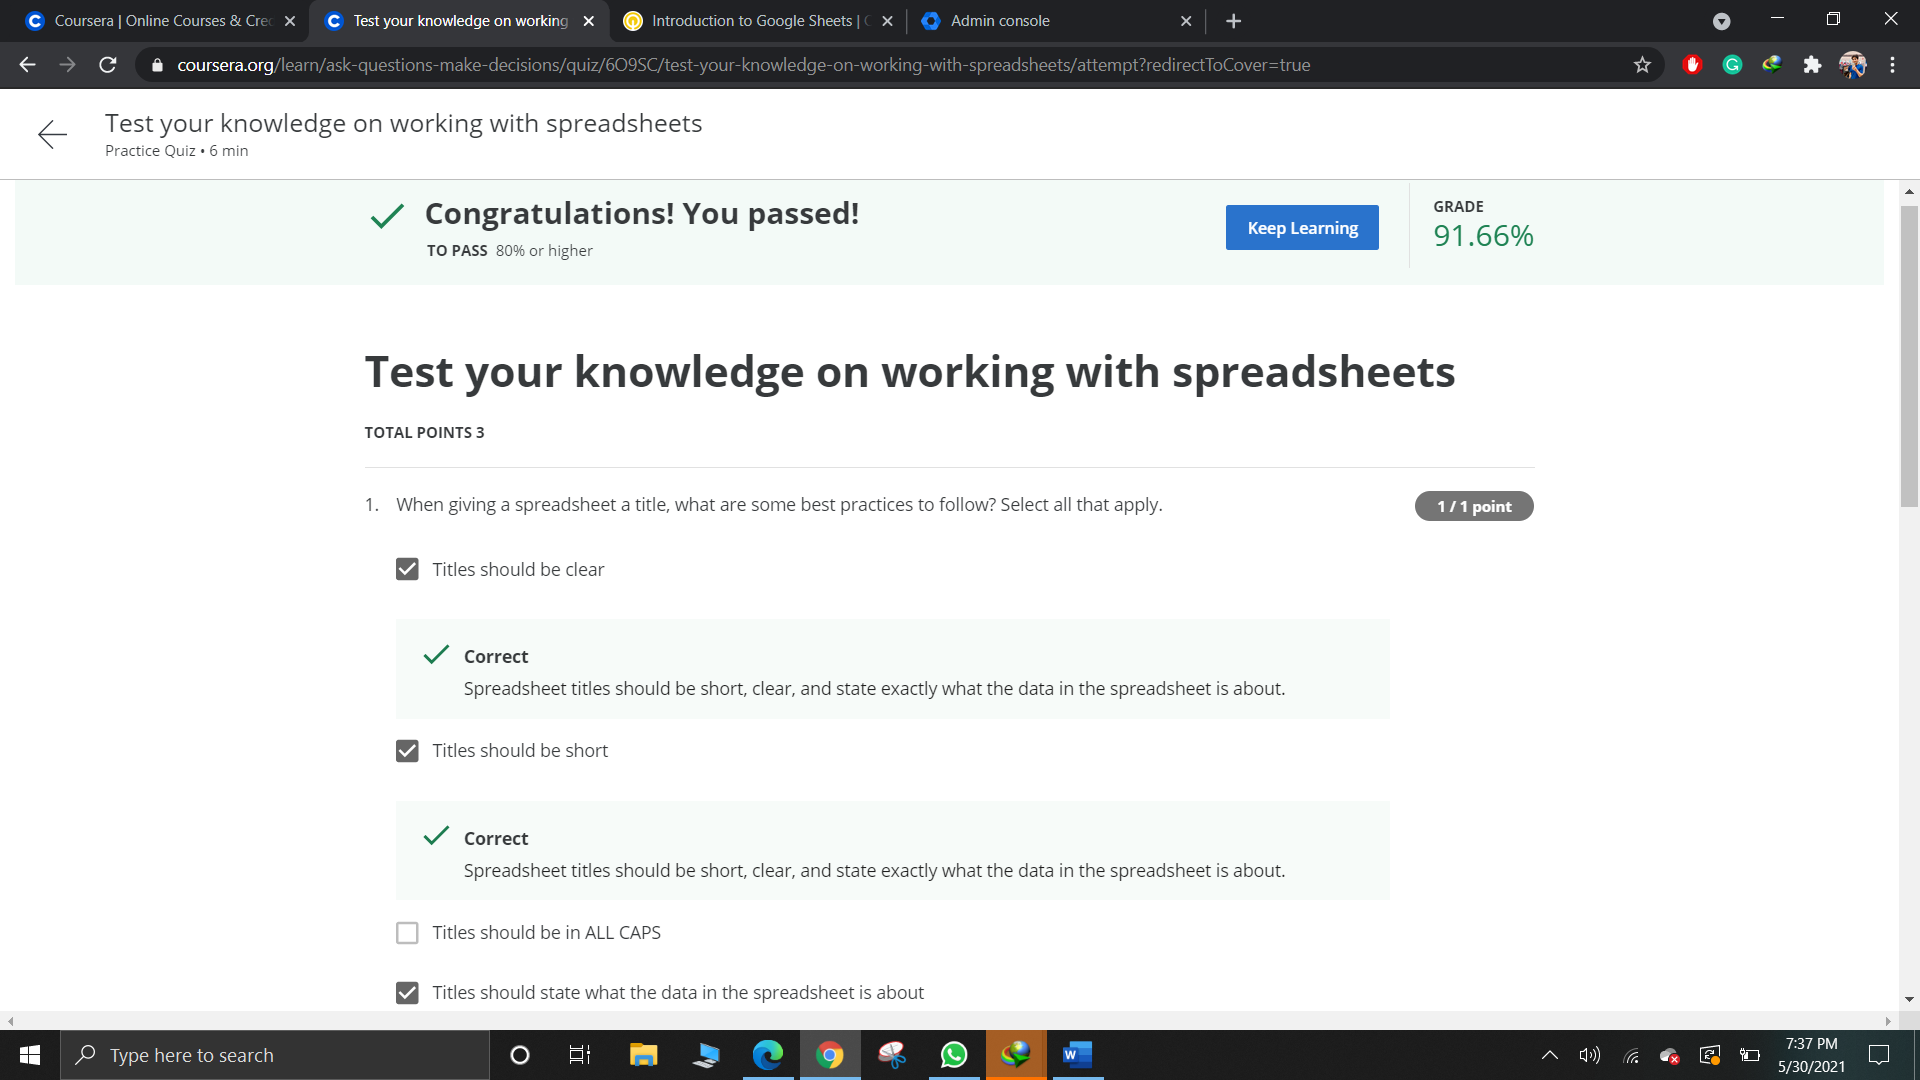 Coursera | Online Courses & Cre
Test your knowledge on working
Introduction to Google Sheets |
Admin console
coursera.org/learn/ask-questions-make-decisions/quiz/6O9SC/test-your-knowledge-on-working-with-spreadsheets/attempt?redirectToCover=true
Test your knowledge on working with spreadsheets
Practice Quiz • 6 min
Congratulations! You passed!
TO PASS 80% or higher
Keep Learning
GRADE
91.66%
Test your knowledge on working with spreadsheets
TOTAL POINTS 3
1. When giving a spreadsheet a title, what are some best practices to follow? Select all that apply.
1 / 1 point
Titles should be clear
Correct
Spreadsheet titles should be short, clear, and state exactly what the data in the spreadsheet is about.
Titles should be short
Correct
Spreadsheet titles should be short, clear, and state exactly what the data in the spreadsheet is about.
Titles should be in ALL CAPS
Titles should state what the data in the spreadsheet is about
Type here to search
7:37 PM
5/30/2021